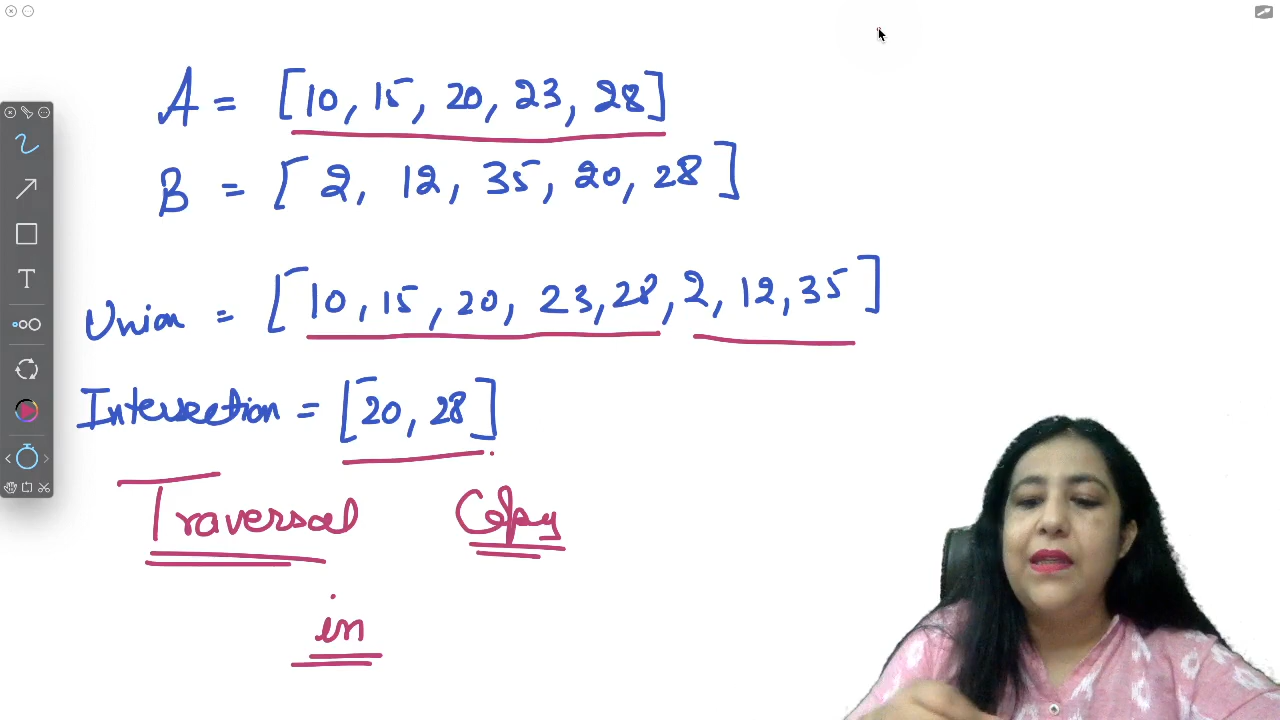 A = [10, 15, 20, 23, 28]
B = [2, 12, 35, 20, 28]
Union = [10, 15, 20, 23, 28, 2, 12, 35]
Intersection = [20, 28]
Traversal Copy
in
T